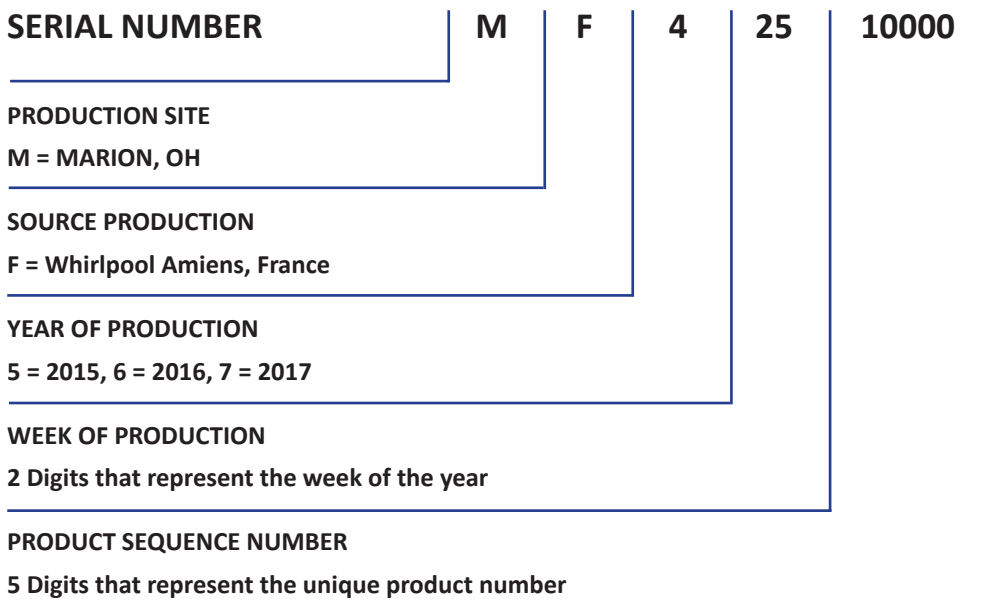 SERIAL NUMBER M F 4 25 10000
PRODUCTION SITE
M = MARION, OH
SOURCE PRODUCTION
F = Whirlpool Amiens, France
YEAR OF PRODUCTION
5 = 2015, 6 = 2016, 7 = 2017
WEEK OF PRODUCTION
2 Digits that represent the week of the year
PRODUCT SEQUENCE NUMBER
5 Digits that represent the unique product number